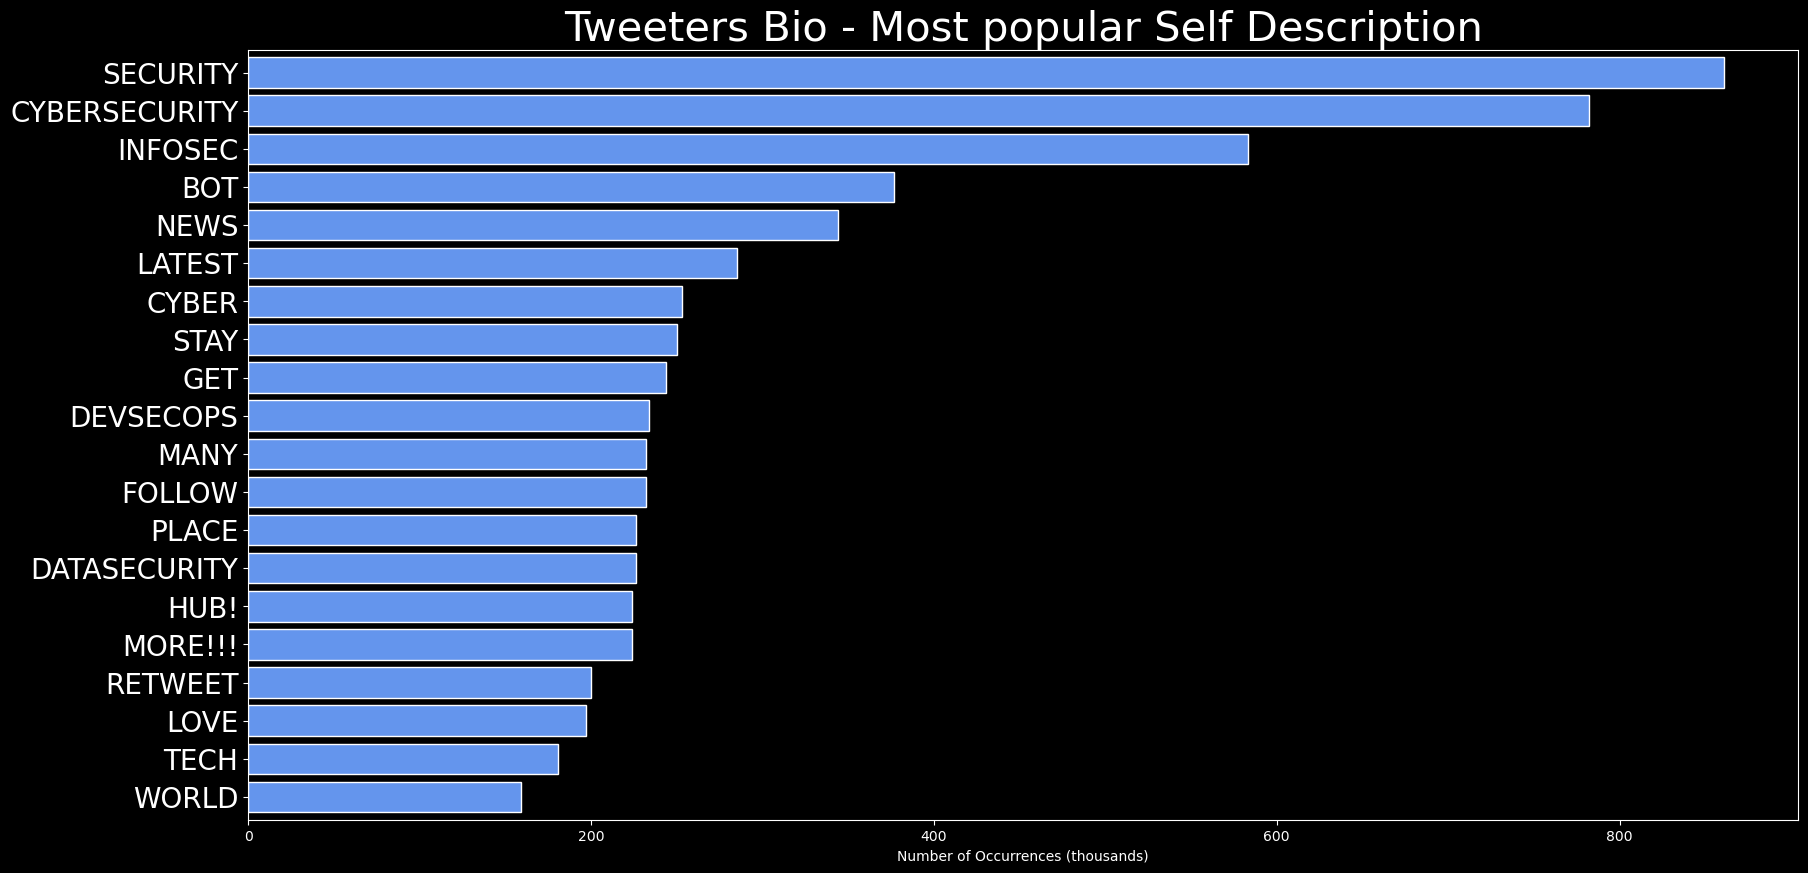 Tweeters Bio - Most popular Self Description
SECURITY
CYBERSECURITY
INFOSEC
BOT
NEWS
LATEST
CYBER
STAY
GET
DEVSECOPS
MANY
FOLLOW
PLACE
DATASECURITY
HUB!
MORE!!!
RETWEET
LOVE
TECH
WORLD
0 200 400 600 800
Number of Occurrences (thousands)